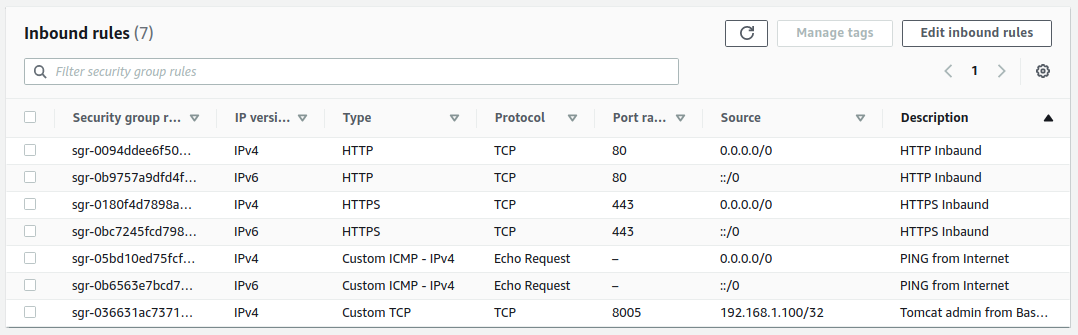 Inbound rules (7)
Manage tags
Edit inbound rules
Filter security group rules
1
Security group r... IP versi... Type Protocol Port ra... Source Description
sgr-0094ddee6f50... IPv4 HTTP TCP 80 0.0.0.0/0 HTTP Inbaund
sgr-0b9757a9dfd4f... IPv6 HTTP TCP 80 ::/0 HTTP Inbaund
sgr-0180f4d7898a... IPv4 HTTPS TCP 443 0.0.0.0/0 HTTPS Inbaund
sgr-0bc7245fcd798... IPv6 HTTPS TCP 443 ::/0 HTTPS Inbaund
sgr-05bd10ed75fcf... IPv4 Custom ICMP - IPv4 Echo Request – 0.0.0.0/0 PING from Internet
sgr-0b6563e7bcd7... IPv6 Custom ICMP - IPv4 Echo Request – ::/0 PING from Internet
sgr-036631ac7371... IPv4 Custom TCP TCP 8005 192.168.1.100/32 Tomcat admin from Bas...